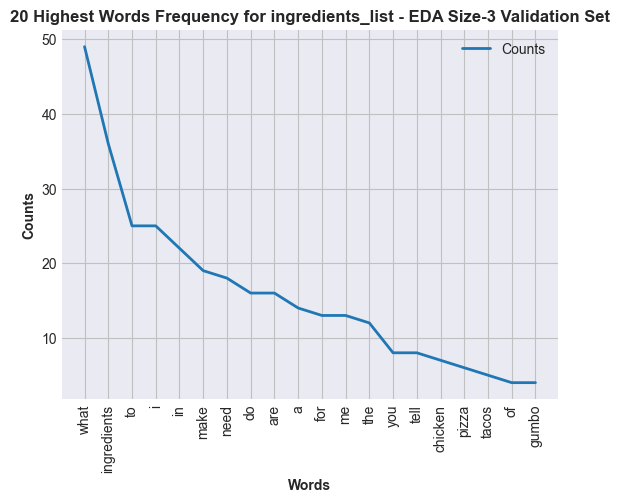 20 Highest Words Frequency for ingredients_list - EDA Size-3 Validation Set
Counts
50
40
30
20
10
Counts
what
ingredients
to
i
in
make
need
do
are
a
for
me
the
you
tell
chicken
pizza
tacos
of
gumbo
Words